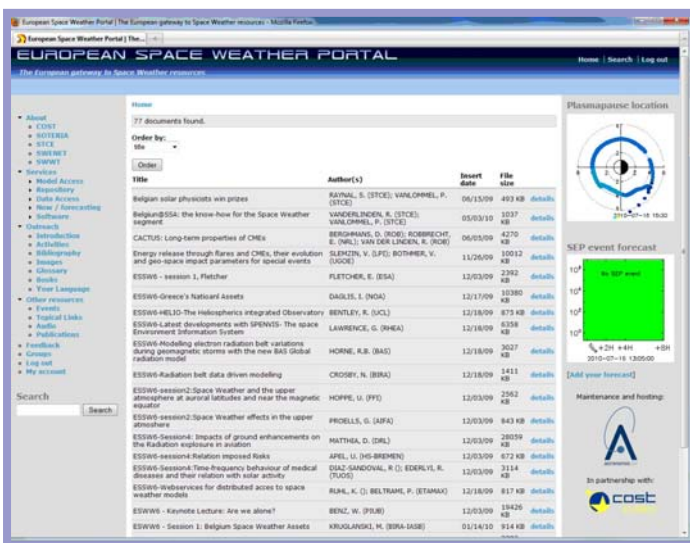 European Space Weather Portal | The European gateway to Space Weather resources - Mozilla Firefox
European Space Weather Portal | The...
EUROPEAN SPACE WEATHER PORTAL
Home | Search | Log out
The European gateway to Space Weather resources
About
COST
SOTERIA
STCE
SWENET
SWWT
Services
Model Access
Repository
Data Access
Now / forecasting
Software
Outreach
Introduction
Activities
Bibliography
Images
Glossary
Books
Your Language
Other resources
Events
Topical Links
Audio
Publications
Feedback
Groups
Log out
My account
Search
Search
Home
77 documents found.
Order by:
title
Order
Title Author(s) Insert date File size
Belgian solar physicists win prizes RAYNAL, S. (STCE); VANLOMMEL, P. (STCE) 06/15/09 493 KB details
Belgium@SSA: the know-how for the Space Weather segment VANDERLINDEN, R. (STCE); VANLOMMEL, P. (STCE) 03/03/10 1037 KB details
CACTUS: Long-term properties of CMEs BERGHMANS, D. (ROB); ROBBRECHT, E. (NRL); VAN DER LINDEN, R. (ROB) 06/05/09 4270 KB details
Energy release through flares and CMEs, their evolution and geo-space impact parameters for special events SLEMZIN, V. (LPI); BOTHMER, V. (UGOE) 11/26/09 10012 KB details
ESSW6 - session 1, Fletcher FLETCHER, E. (ESA) 12/03/09 2392 KB details
ESSW6-Greece's Natioanl Assets DAGLIS, I. (NOA) 12/17/09 10380 KB details
ESSW6-HELIO-The Heliospherics integrated Observatory BENTLEY, R. (UCL) 12/18/09 875 KB details
ESSW6-Latest developments with SPENVIS- The space Environment Information System LAWRENCE, G. (RHEA) 12/18/09 6358 KB details
ESSW6-Modelling electron radiation belt variations during geomagnetic storms with the new BAS Global radiation model HORNE, R.B. (BAS) 12/18/09 3027 KB details
ESSW6-Radiation belt data driven modelling CROSBY, N. (BIRA) 12/18/09 1411 KB details
ESSW6-session2:Space Weather and the upper atmosphere at auroral latitudes and near the magnetic equator HOPPE, U. (FFI) 12/03/09 2562 KB details
ESSW6-session2:Space Weather effects in the upper atmoshere PROELLS, G. (AIFA) 12/03/09 843 KB details
ESSW6-Session4: Impacts of ground enhancements on the Radiation exposure in aviation MATTHIA, D. (DRL) 12/03/09 28059 KB details
ESSW6-Session4:Relation imposed Risks APEL, U. (HS-BREMEN) 12/03/09 672 KB details
ESSW6-Session4:Time-frequency behaviour of medical diseases and their relation with solar activity DIAZ-SANDOVAL, R (); EDERLYI, R. (TUOS) 12/03/09 3114 KB details
ESSW6-Webservices for distributed acces to space weather models RUHL, K. (); BELTRAMI, P. (ETAMAX) 12/18/09 817 KB details
ESWW6 - Keynote Lecture: Are we alone? BENZ, W. (PIUB) 12/03/09 19426 KB details
ESWW6 - Session 1: Belgium Space Weather Assets KRUGLANSKI, M. (BIRA-IASB) 01/14/10 914 KB details
Plasmapause location
SEP event forecast
No SEP event
+2H +4H +8H
2010-07-16 13:05:00
[Add your forecast]
Maintenance and hosting:
In partnership with:
cost